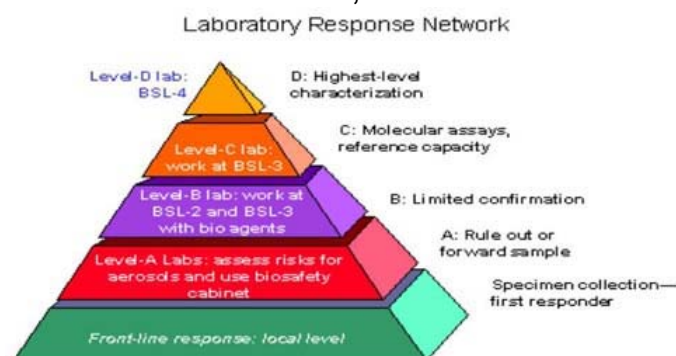 Laboratory Response Network
Level-D lab:
BSL-4
D: Highest-level
characterization
Level-C lab:
work at BSL-3
C: Molecular assays,
reference capacity
Level-B lab: work at
BSL-2 and BSL-3
with bio agents
B: Limited confirmation
Level-A Labs: assess risks for
aerosols and use biosafety
cabinet
A: Rule out or
forward sample
Specimen collection—
first responder
Front-line response: local level